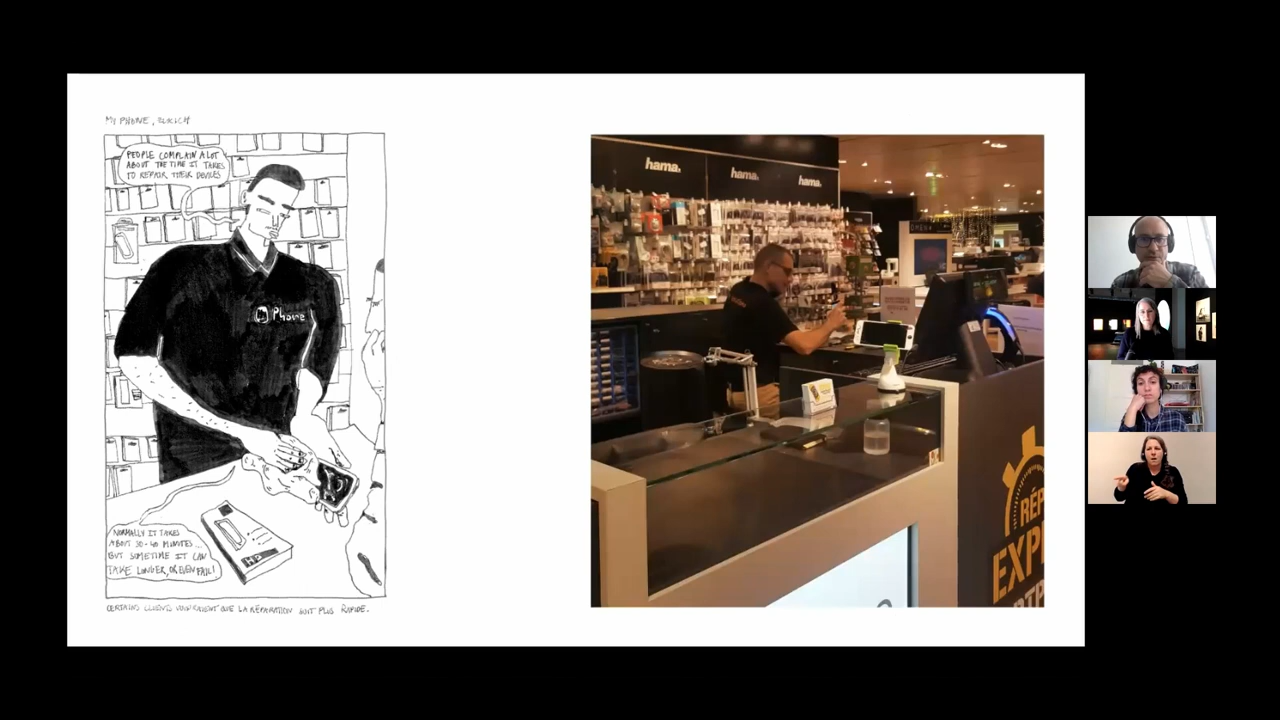 MY PHONE, ZURICH
PEOPLE COMPLAIN A LOT
ABOUT THE TIME IT TAKES
TO REPAIR THEIR DEVICES
Phone
NORMALLY IT TAKES
ABOUT 30-40 MINUTES
BUT SOMETIME IT CAN
TAKE LONGER, OR EVEN FAIL!
CERTAINS CLIENTS VOUDRAIENT QUE LA RÉPARATION SOIT PLUS RAPIDE.
hama.
hama.
hama.
RÉP
EXP